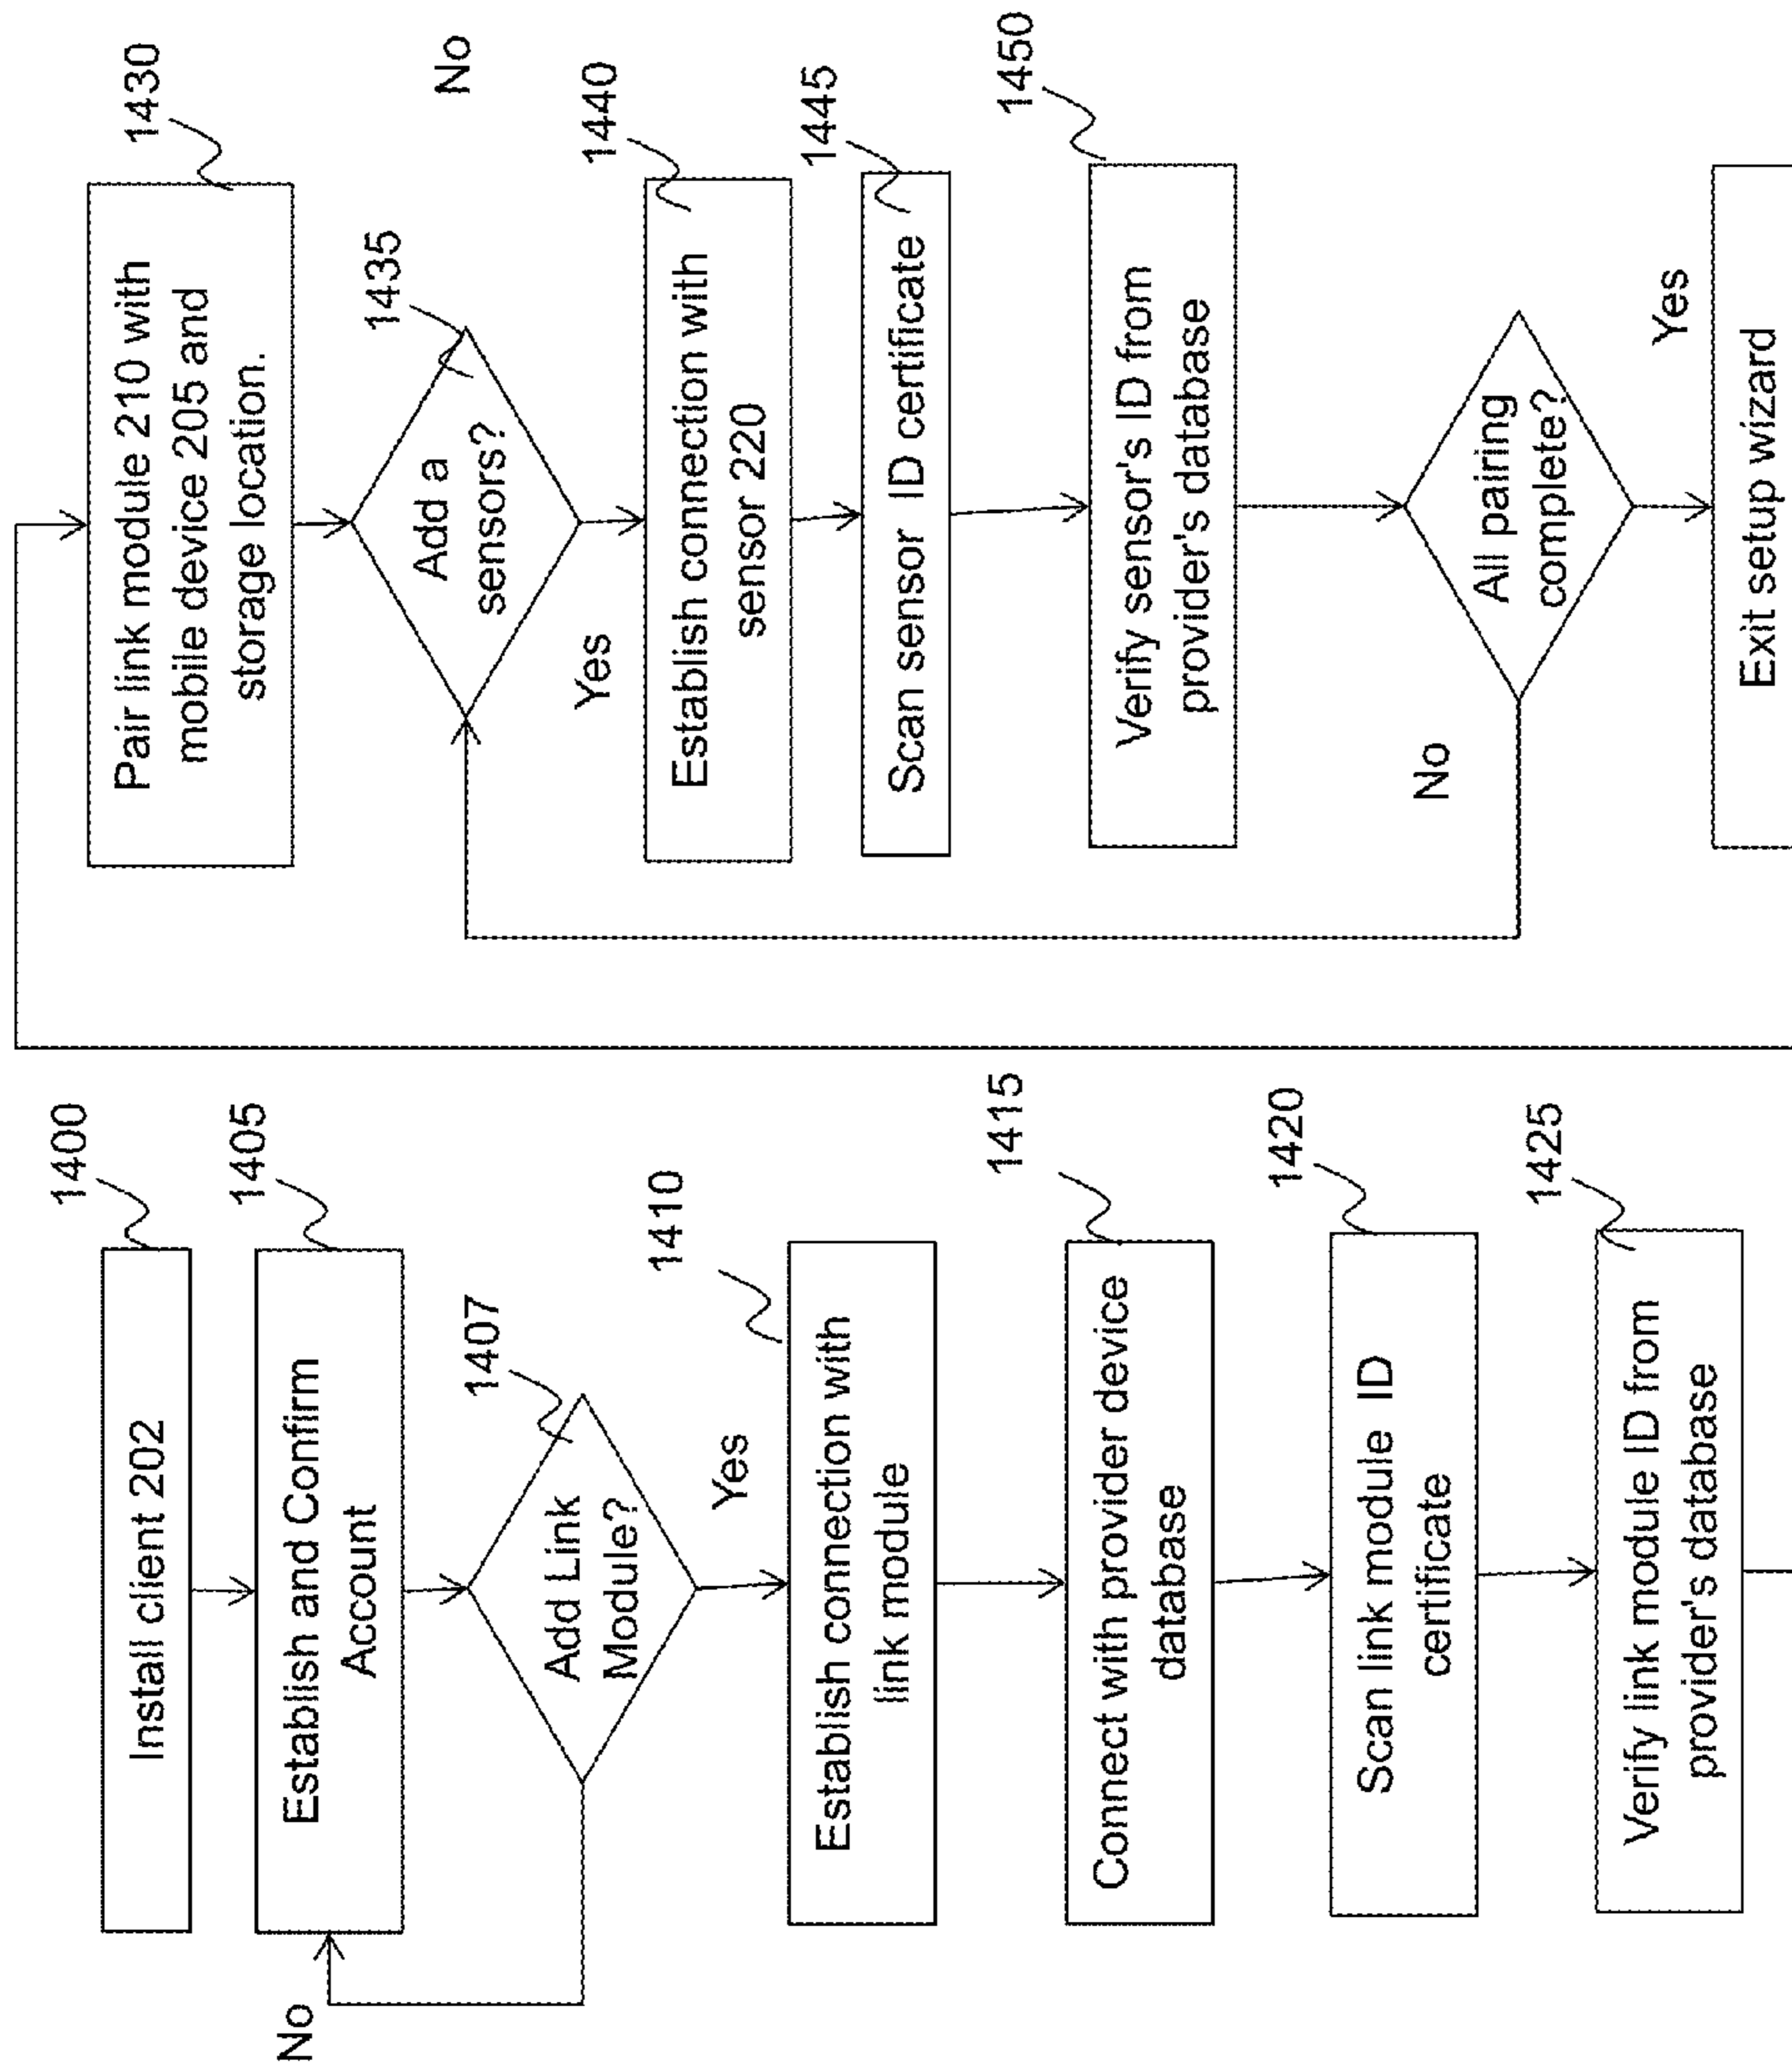 1400
Install client 202
1405
Establish and Confirm
Account
No
1407
Add Link
Module?
Yes
1410
Establish connection with
link module
1415
Connect with provider device
database
1420
Scan link module ID
certificate
1425
Verify link module ID from
provider's database
1430
Pair link module 210 with
mobile device 205 and
storage location.
1435
Add a
sensors?
No
Yes
1440
Establish connection with
sensor 220
1445
Scan sensor ID certificate
1450
Verify sensor's ID from
provider's database
All pairing
complete?
No
Yes
Exit setup wizard